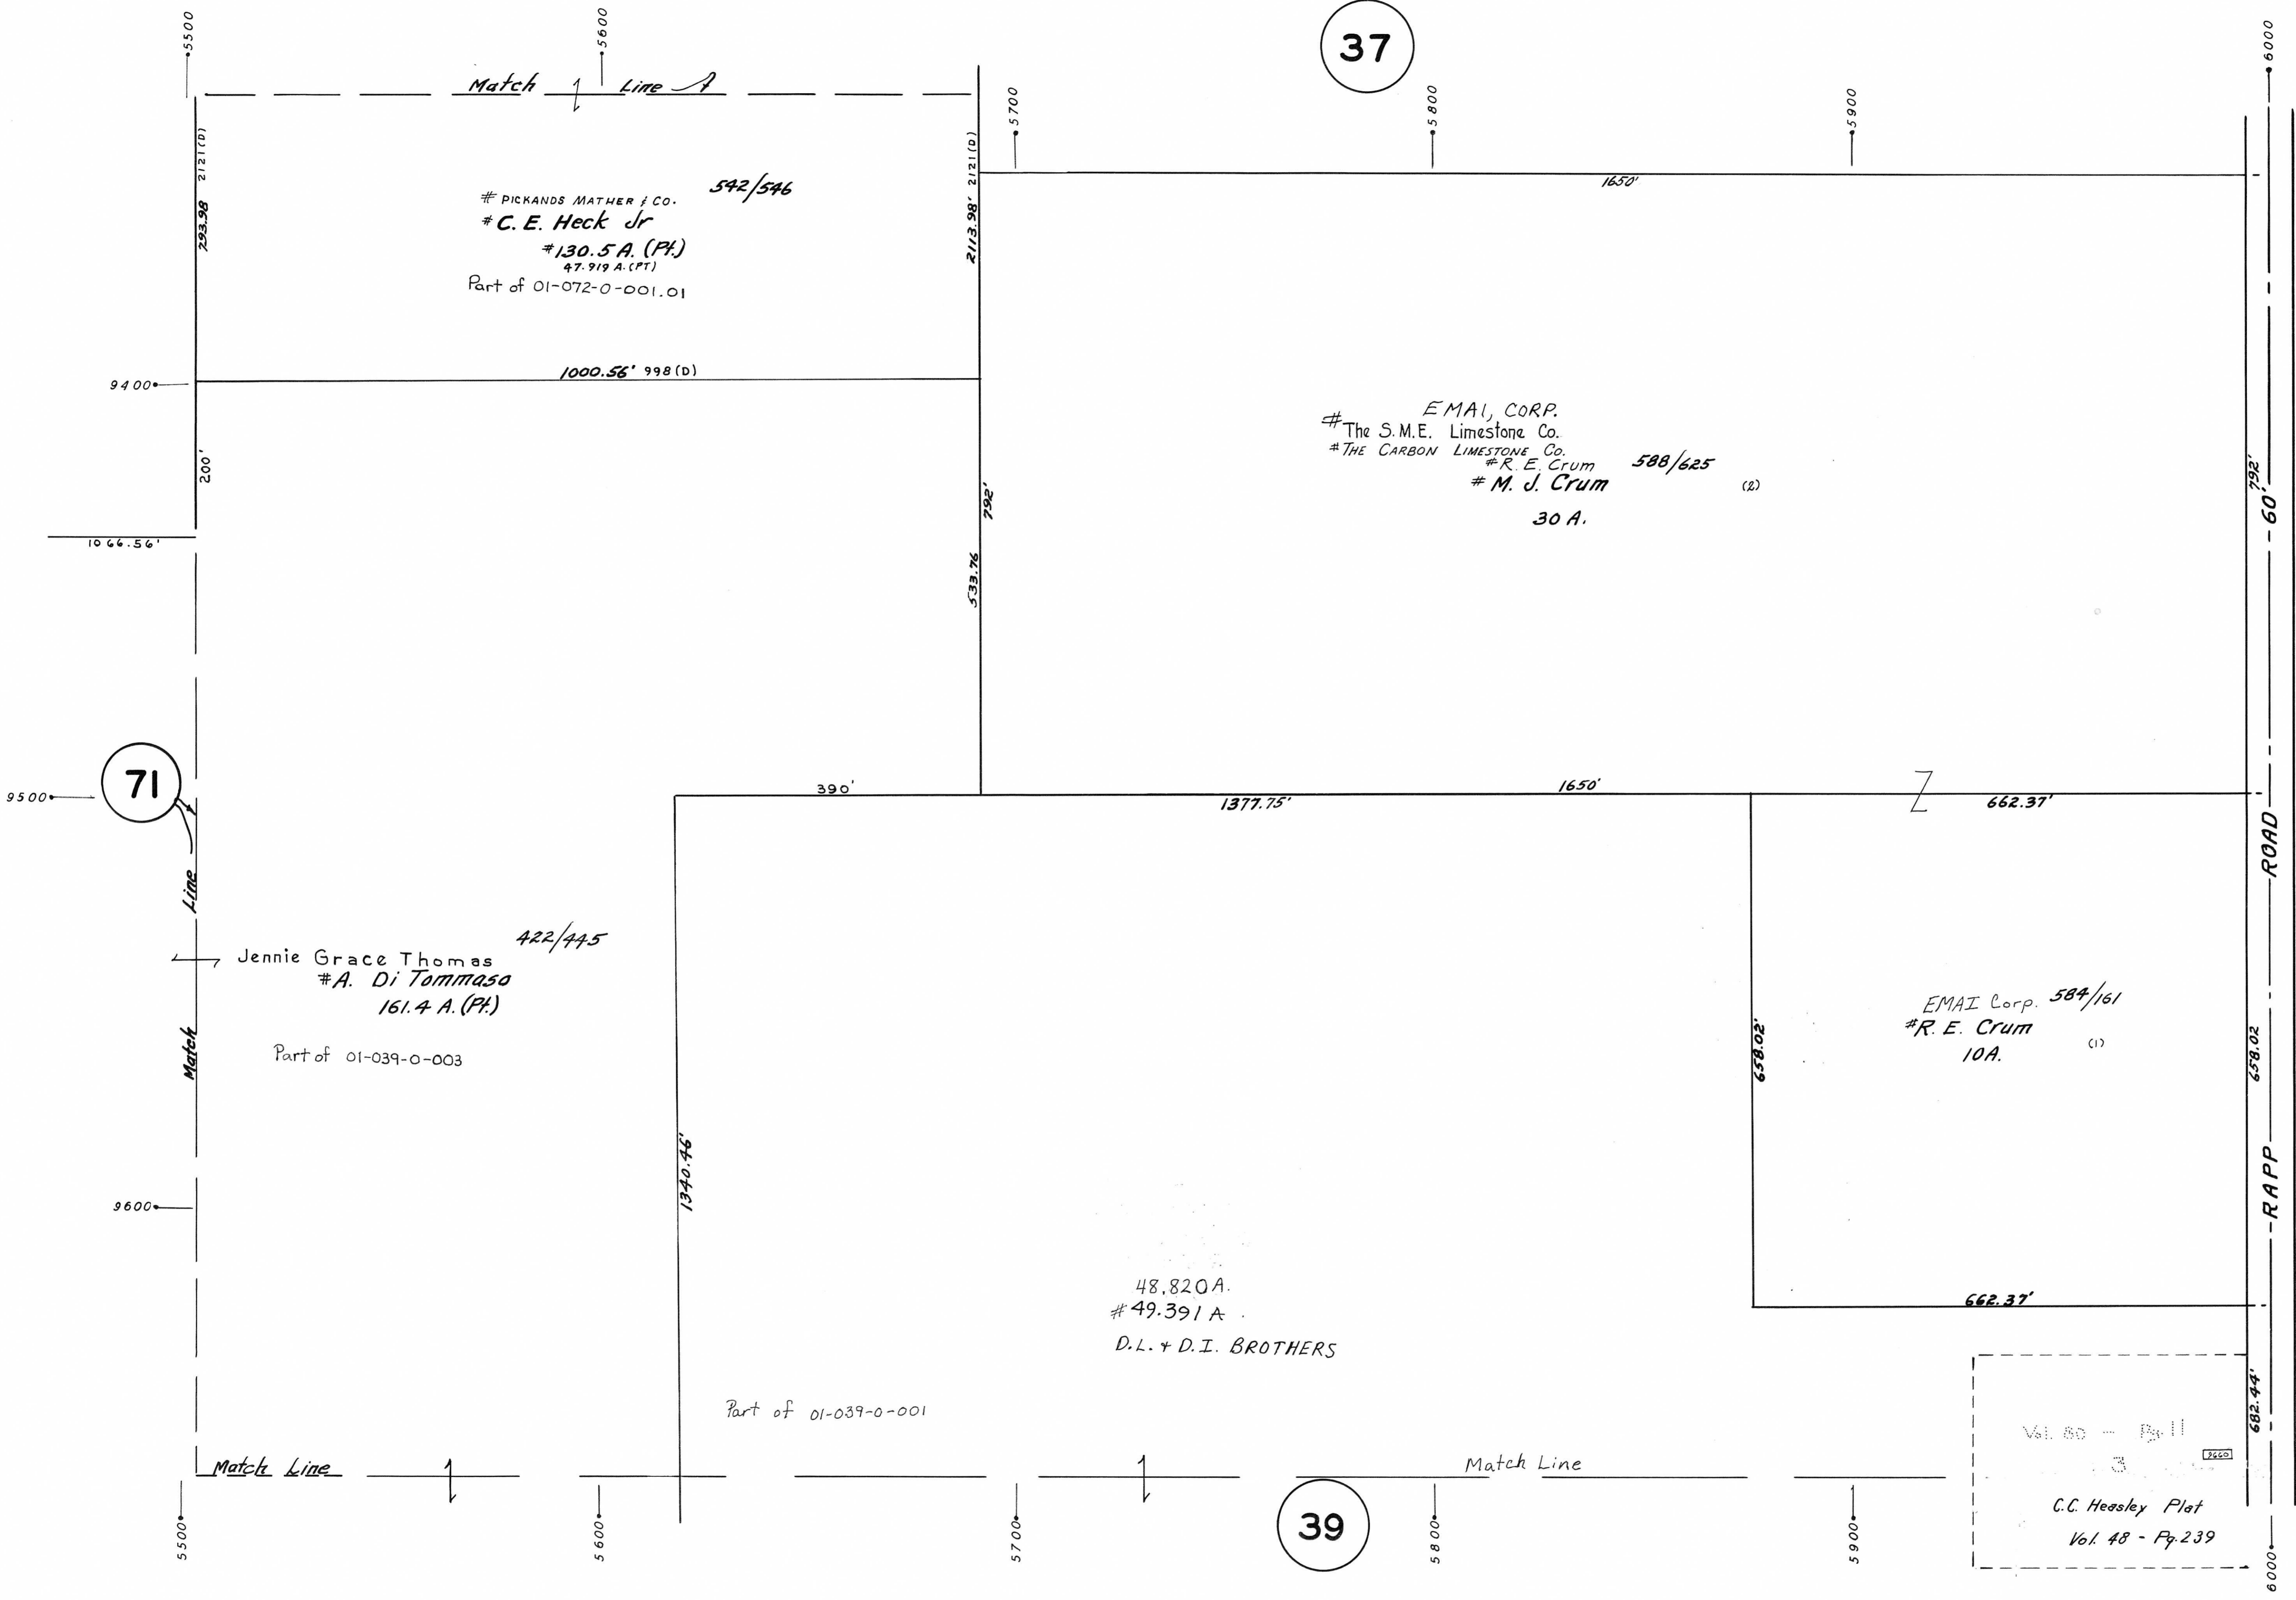 37
5500
5600
5700
5800
5900
6000
Match Line
293.98 2121(D)
# PICKANDS MATHER & CO.
542/546
# C. E. Heck Jr
#130.5 A. (Pt.)
47.919 A. (PT)
Part of 01-072-0-001.01
2113.98' 2121(D)
1650'
9400
1000.56' 998(D)
200'
1066.56'
EMAI, CORP.
# The S.M.E. Limestone Co.
# THE CARBON LIMESTONE Co.
# R. E. Crum 588/625
# M. J. Crum (2)
30 A.
792'
533.76
792'
60'
71
9500
390'
1650'
1377.75'
662.37'
ROAD
Match Line
422/445
Jennie Grace Thomas
#A. Di Tommaso
161.4 A. (Pt.)
Part of 01-039-0-003
658.02'
EMAI Corp. 584/161
#R. E. Crum
10A. (1)
658.02
1340.46'
RAPP
9600
48.820A.
# 49.391 A.
D.L. + D.I. BROTHERS
662.37'
682.44'
Part of 01-039-0-001
Vol. 80 - Pg. 11
3
9660
C.C. Heasley Plat
Vol. 48 - Pg. 239
Match Line
Match Line
39
5500
5600
5700
5800
5900
6000